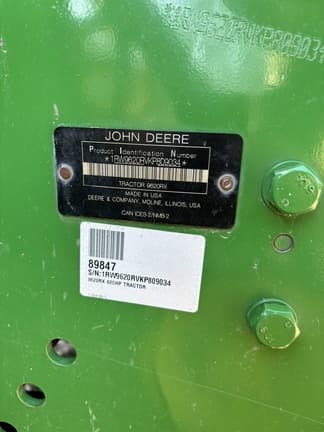 *1RW9620RVKP809034
JOHN DEERE
Product Identification Number
*1RW9620RVKP809034*
TRACTOR 9620RX
MADE IN USA
DEERE & COMPANY, MOLINE, ILLINOIS, USA
CAN ICES-2/NMB-2
89847
S/N:1RW9620RVKP809034
9620RX 620HP TRACTOR